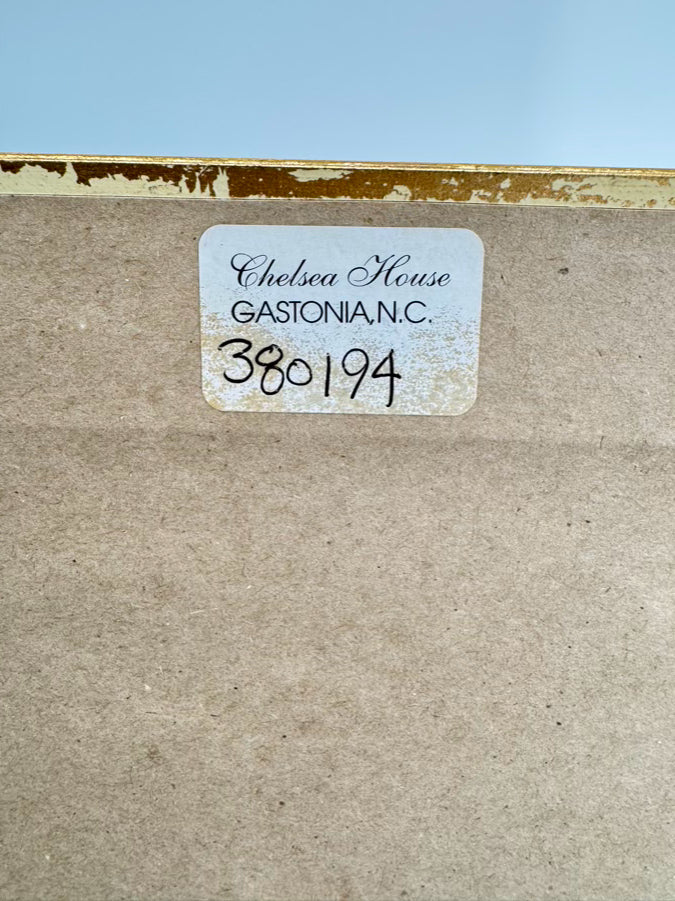 Chelsea House
GASTONIA, N.C.
380194